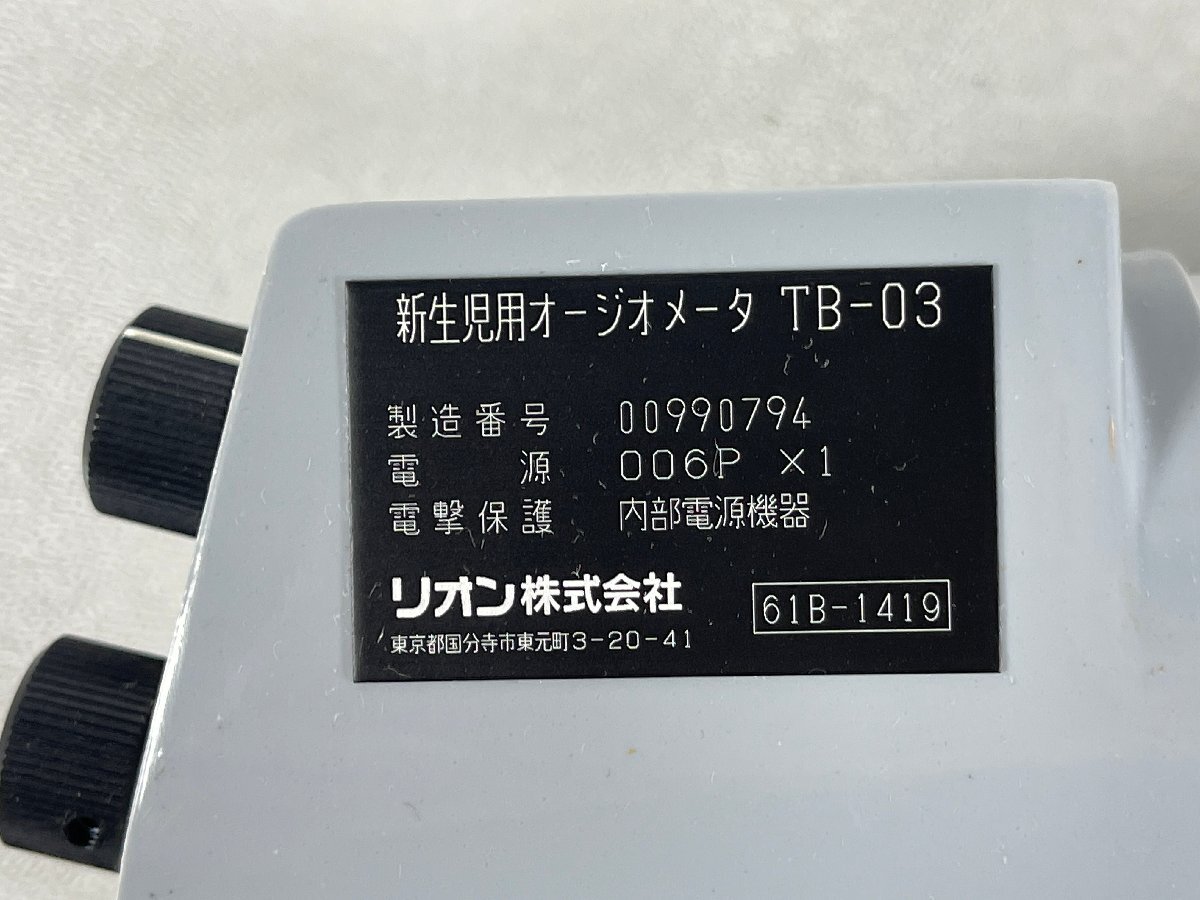 新生児用オージオメータ TB-03
製造番号 00990794
電源 006P ×1
電撃保護 内部電源機器
リオン株式会社
61B-1419
東京都国分寺市東元町3-20-41